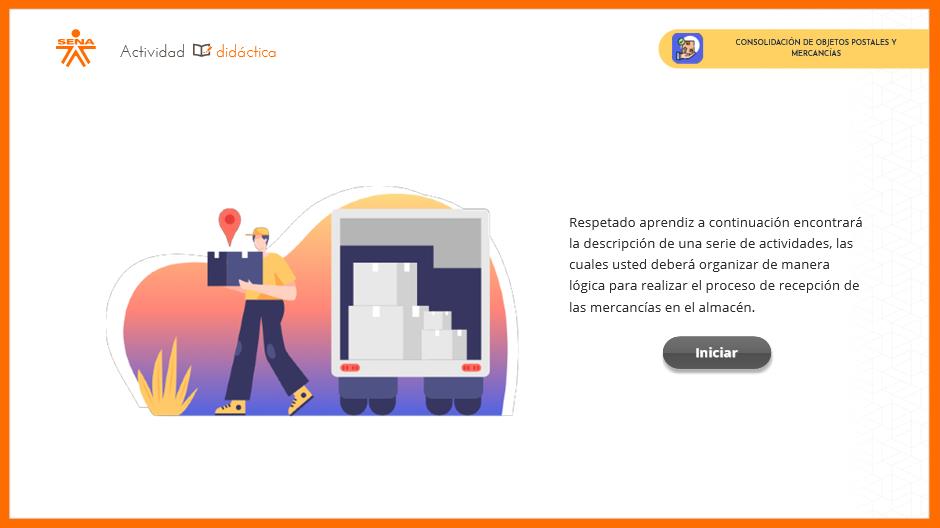 SENA
Actividad didáctica
CONSOLIDACIÓN DE OBJETOS POSTALES Y
MERCANCÍAS
Respetado aprendiz a continuación encontrará
la descripción de una serie de actividades, las
cuales usted deberá organizar de manera
lógica para realizar el proceso de recepción de
las mercancías en el almacén.
Iniciar